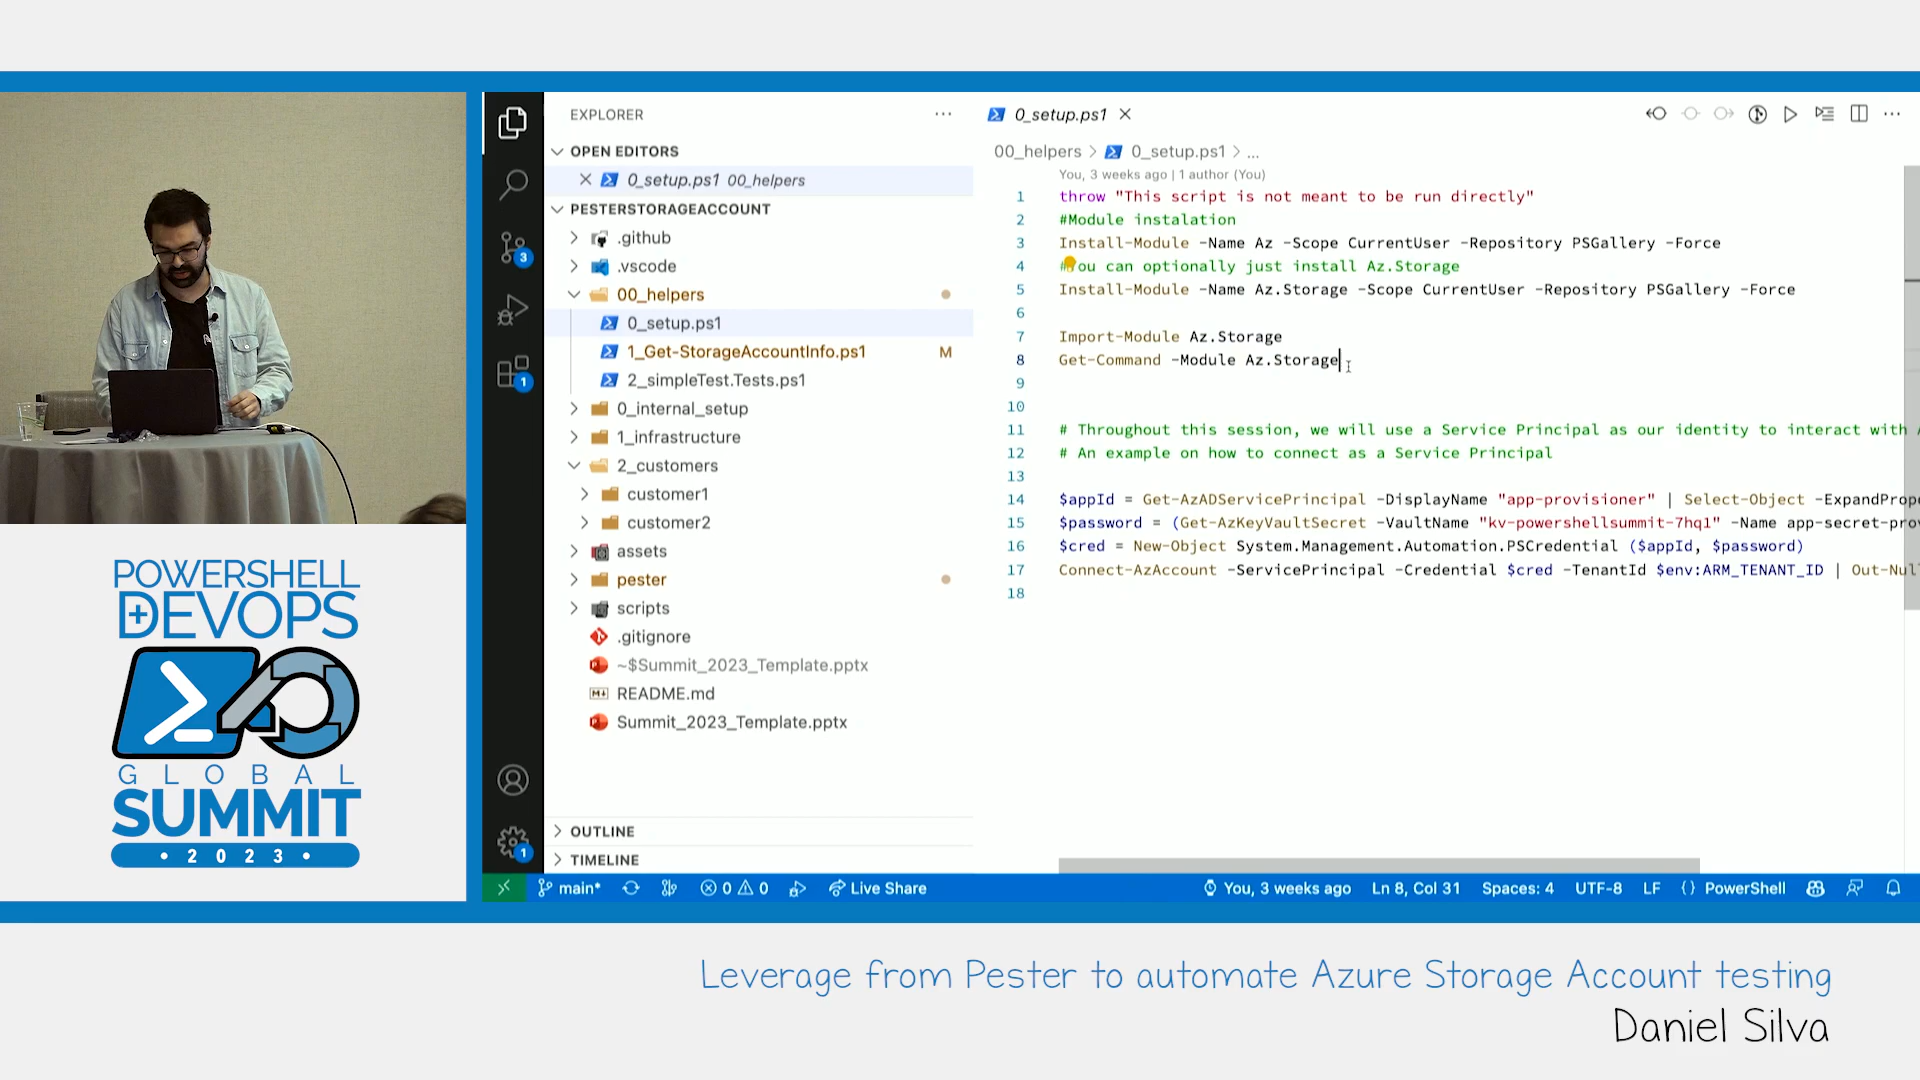 EXPLORER
OPEN EDITORS
0_setup.ps1 00_helpers
PESTERSTORAGEACCOUNT
.github
.vscode
00_helpers
0_setup.ps1
1_Get-StorageAccountInfo.ps1 M
2_simpleTest.Tests.ps1
0_internal_setup
1_infrastructure
2_customers
customer1
customer2
assets
pester
scripts
.gitignore
~$Summit_2023_Template.pptx
README.md
Summit_2023_Template.pptx
OUTLINE
TIMELINE
3
1
1
0_setup.ps1
00_helpers > 0_setup.ps1 > ...
You, 3 weeks ago | 1 author (You)
1 throw "This script is not meant to be run directly"
2 #Module instalation
3 Install-Module -Name Az -Scope CurrentUser -Repository PSGallery -Force
4 #You can optionally just install Az.Storage
5 Install-Module -Name Az.Storage -Scope CurrentUser -Repository PSGallery -Force
6
7 Import-Module Az.Storage
8 Get-Command -Module Az.Storage
9
10
11 # Throughout this session, we will use a Service Principal as our identity to interact with
12 # An example on how to connect as a Service Principal
13
14 $appId = Get-AzADServicePrincipal -DisplayName "app-provisioner" | Select-Object -ExpandPrope
15 $password = (Get-AzKeyVaultSecret -VaultName "kv-powershellsummit-7hq1" -Name app-secret-pro
16 $cred = New-Object System.Management.Automation.PSCredential ($appId, $password)
17 Connect-AzAccount -ServicePrincipal -Credential $cred -TenantId $env:ARM_TENANT_ID | Out-Nul
18
main* 0 0 Live Share You, 3 weeks ago Ln 8, Col 31 Spaces: 4 UTF-8 LF {} PowerShell
POWERSHELL
+DEVOPS
GLOBAL
SUMMIT
• 2023 •
Leverage from Pester to automate Azure Storage Account testing
Daniel Silva